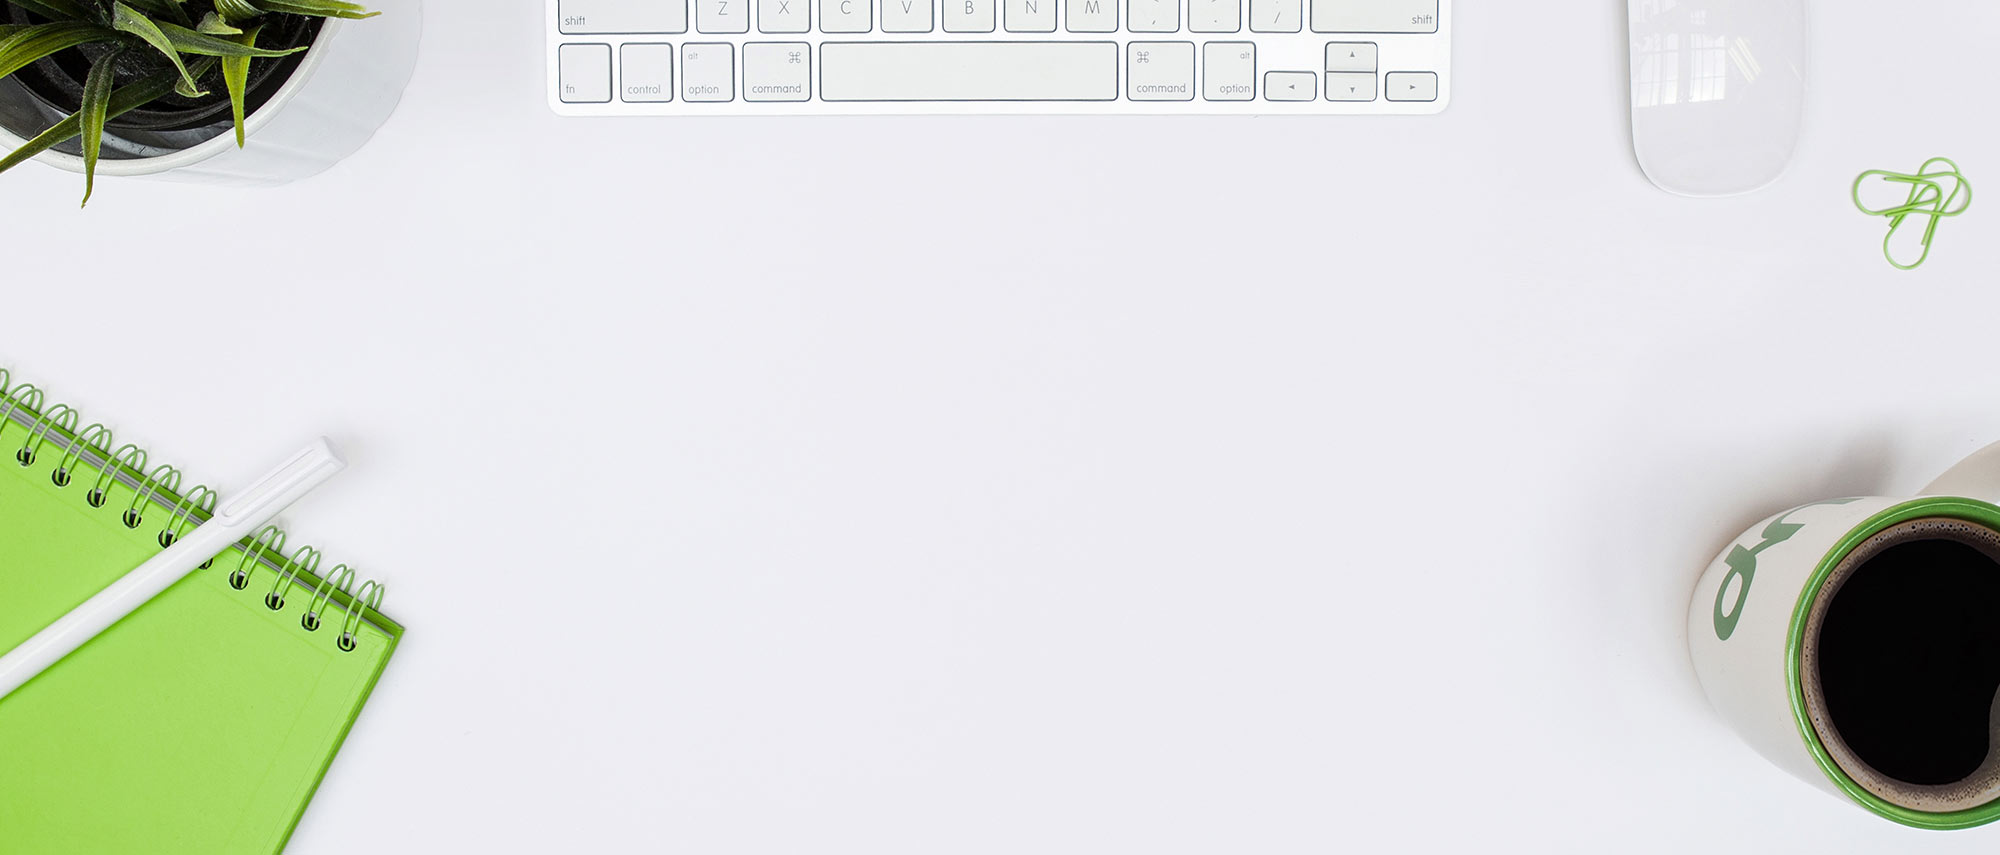 shift Z X C V B N M , . / shift
fn control alt option ⌘ command ⌘ command alt option ◄ ▲ ▼ ►